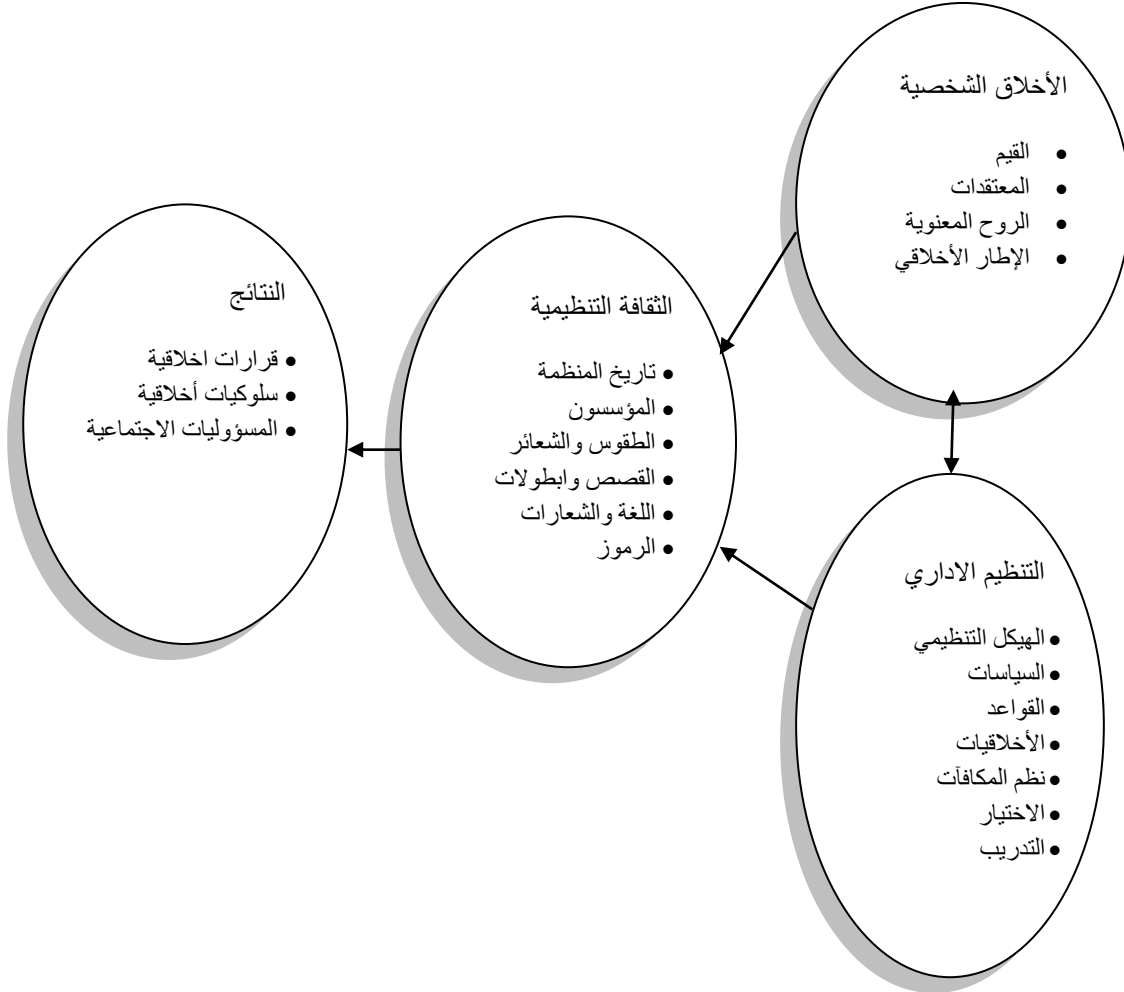 الأخلاق الشخصية
• القيم
• المعتقدات
• الروح المعنوية
• الإطار الأخلاقي
التنظيم الاداري
• الهيكل التنظيمي
• السياسات
• القواعد
• الأخلاقيات
• نظم المكافآت
• الاختيار
• التدريب
الثقافة التنظيمية
• تاريخ المنظمة
• المؤسسون
• الطقوس والشعائر
• القصص وابطولات
• اللغة والشعارات
• الرموز
النتائج
• قرارات اخلاقية
• سلوكيات أخلاقية
• المسؤوليات الاجتماعية